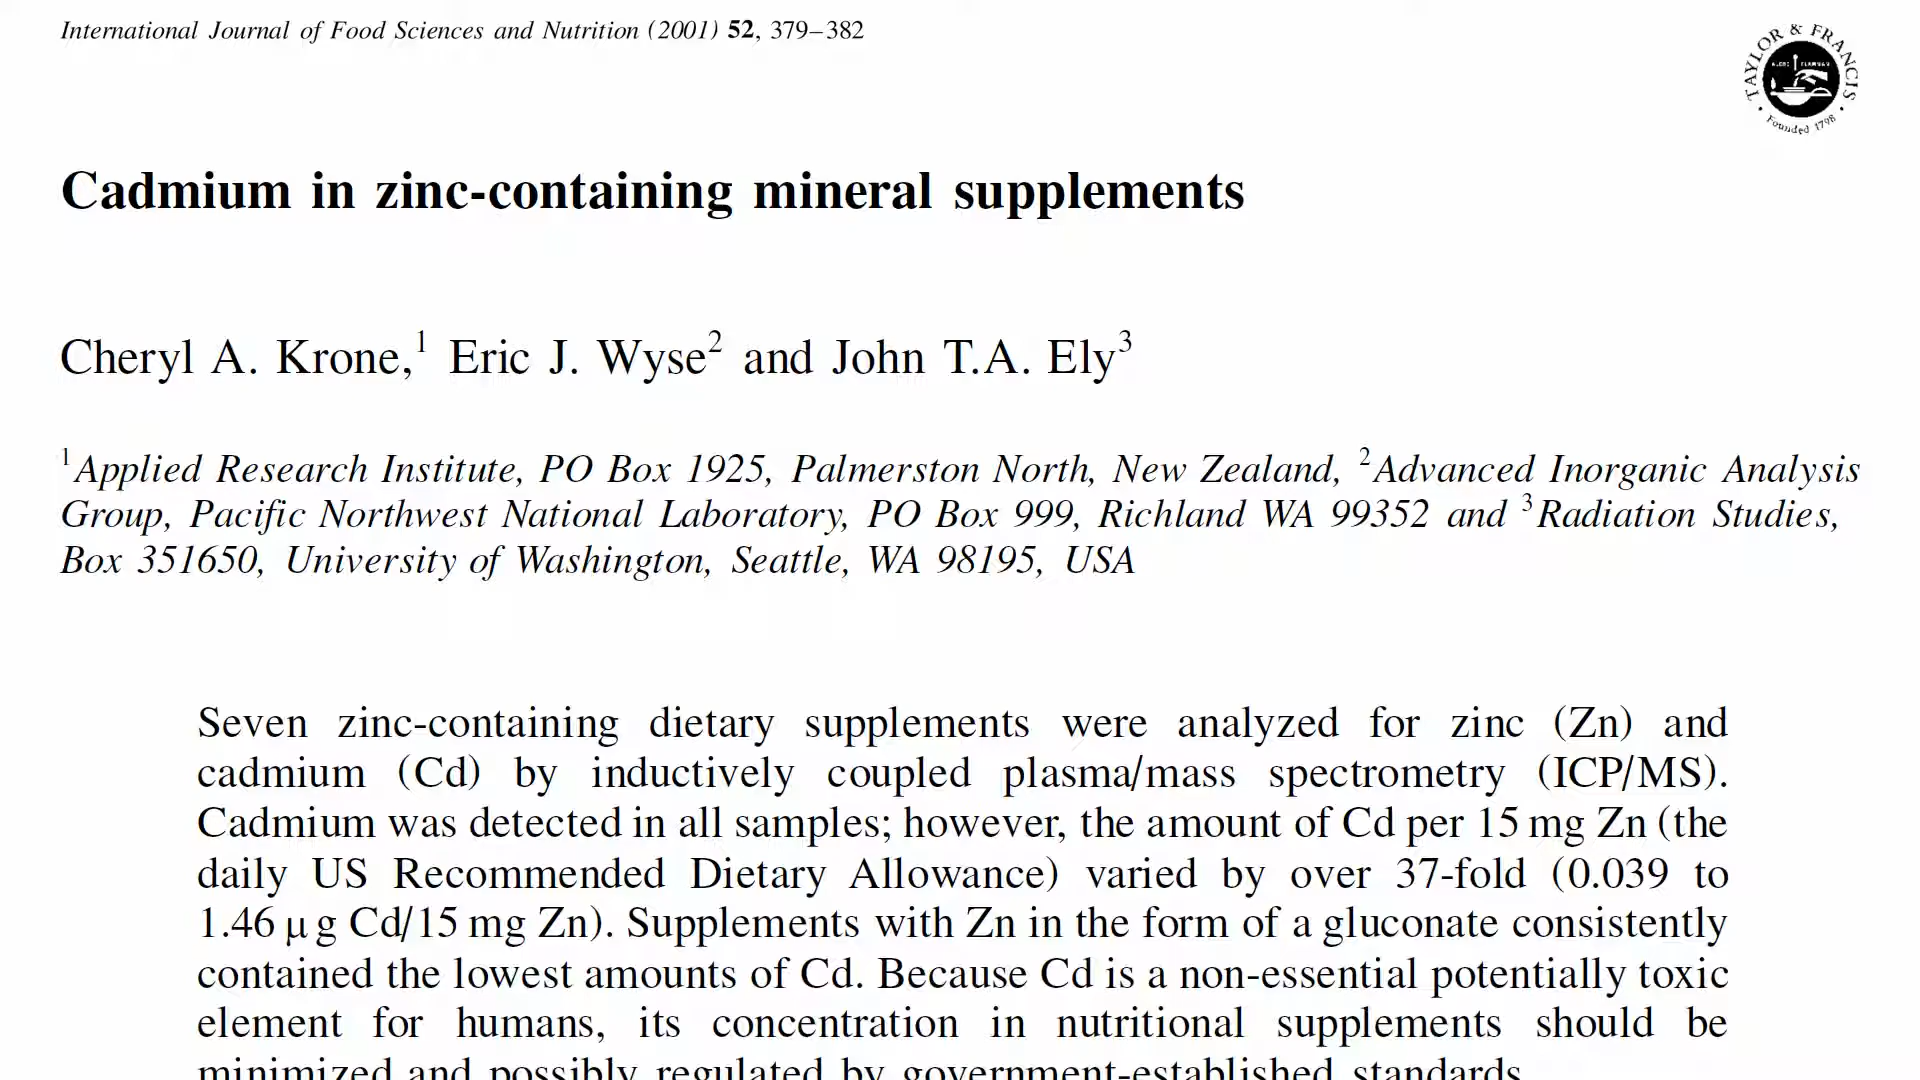 International Journal of Food Sciences and Nutrition (2001) 52, 379–382
TAYLOR & FRANCIS
Founded 1798
Cadmium in zinc-containing mineral supplements
Cheryl A. Krone,1 Eric J. Wyse2 and John T.A. Ely3
1Applied Research Institute, PO Box 1925, Palmerston North, New Zealand, 2Advanced Inorganic Analysis
Group, Pacific Northwest National Laboratory, PO Box 999, Richland WA 99352 and 3Radiation Studies,
Box 351650, University of Washington, Seattle, WA 98195, USA
Seven zinc-containing dietary supplements were analyzed for zinc (Zn) and
cadmium (Cd) by inductively coupled plasma/mass spectrometry (ICP/MS).
Cadmium was detected in all samples; however, the amount of Cd per 15 mg Zn (the
daily US Recommended Dietary Allowance) varied by over 37-fold (0.039 to
1.46 μg Cd/15 mg Zn). Supplements with Zn in the form of a gluconate consistently
contained the lowest amounts of Cd. Because Cd is a non-essential potentially toxic
element for humans, its concentration in nutritional supplements should be
minimized and possibly regulated by government-established standards.